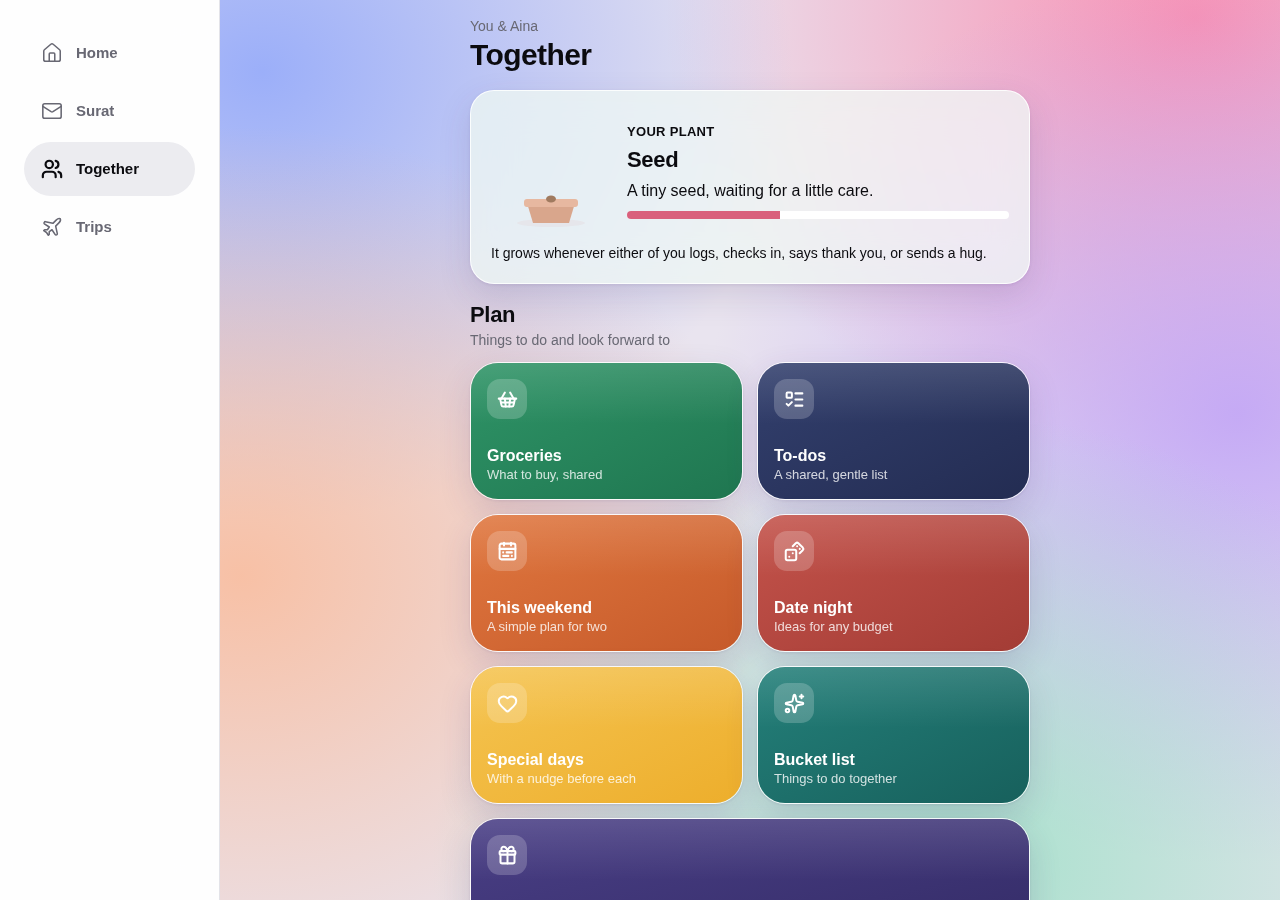 Home
Surat
Together
Trips
You & Aina
Together
YOUR PLANT
Seed
A tiny seed, waiting for a little care.
It grows whenever either of you logs, checks in, says thank you, or sends a hug.
Plan
Things to do and look forward to
Groceries
What to buy, shared
To-dos
A shared, gentle list
This weekend
A simple plan for two
Date night
Ideas for any budget
Special days
With a nudge before each
Bucket list
Things to do together